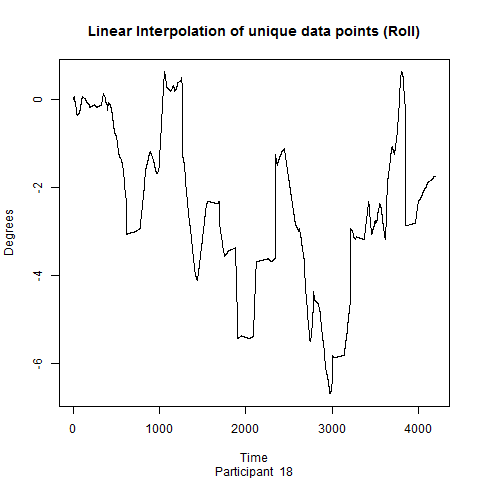 Linear Interpolation of unique data points (Roll)
Degrees
0
-2
-4
-6
0 1000 2000 3000 4000
Time
Participant 18